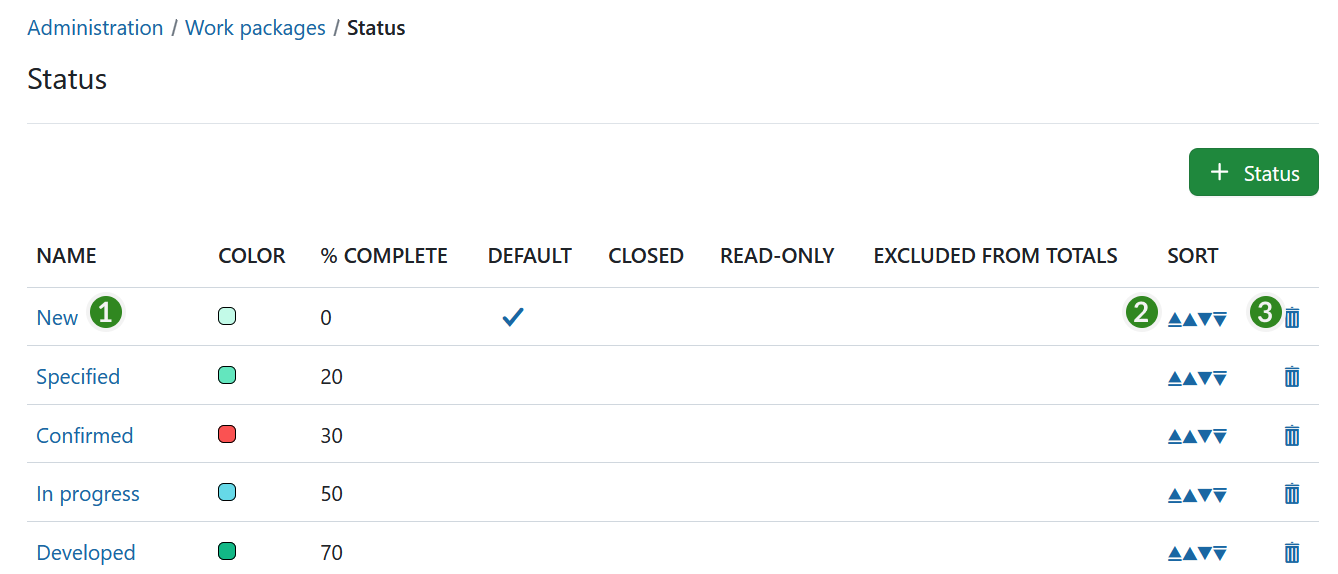 Administration / Work packages / Status
Status
+ Status
NAME COLOR % COMPLETE DEFAULT CLOSED READ-ONLY EXCLUDED FROM TOTALS SORT
New 1 0 2 3
Specified 20
Confirmed 30
In progress 50
Developed 70